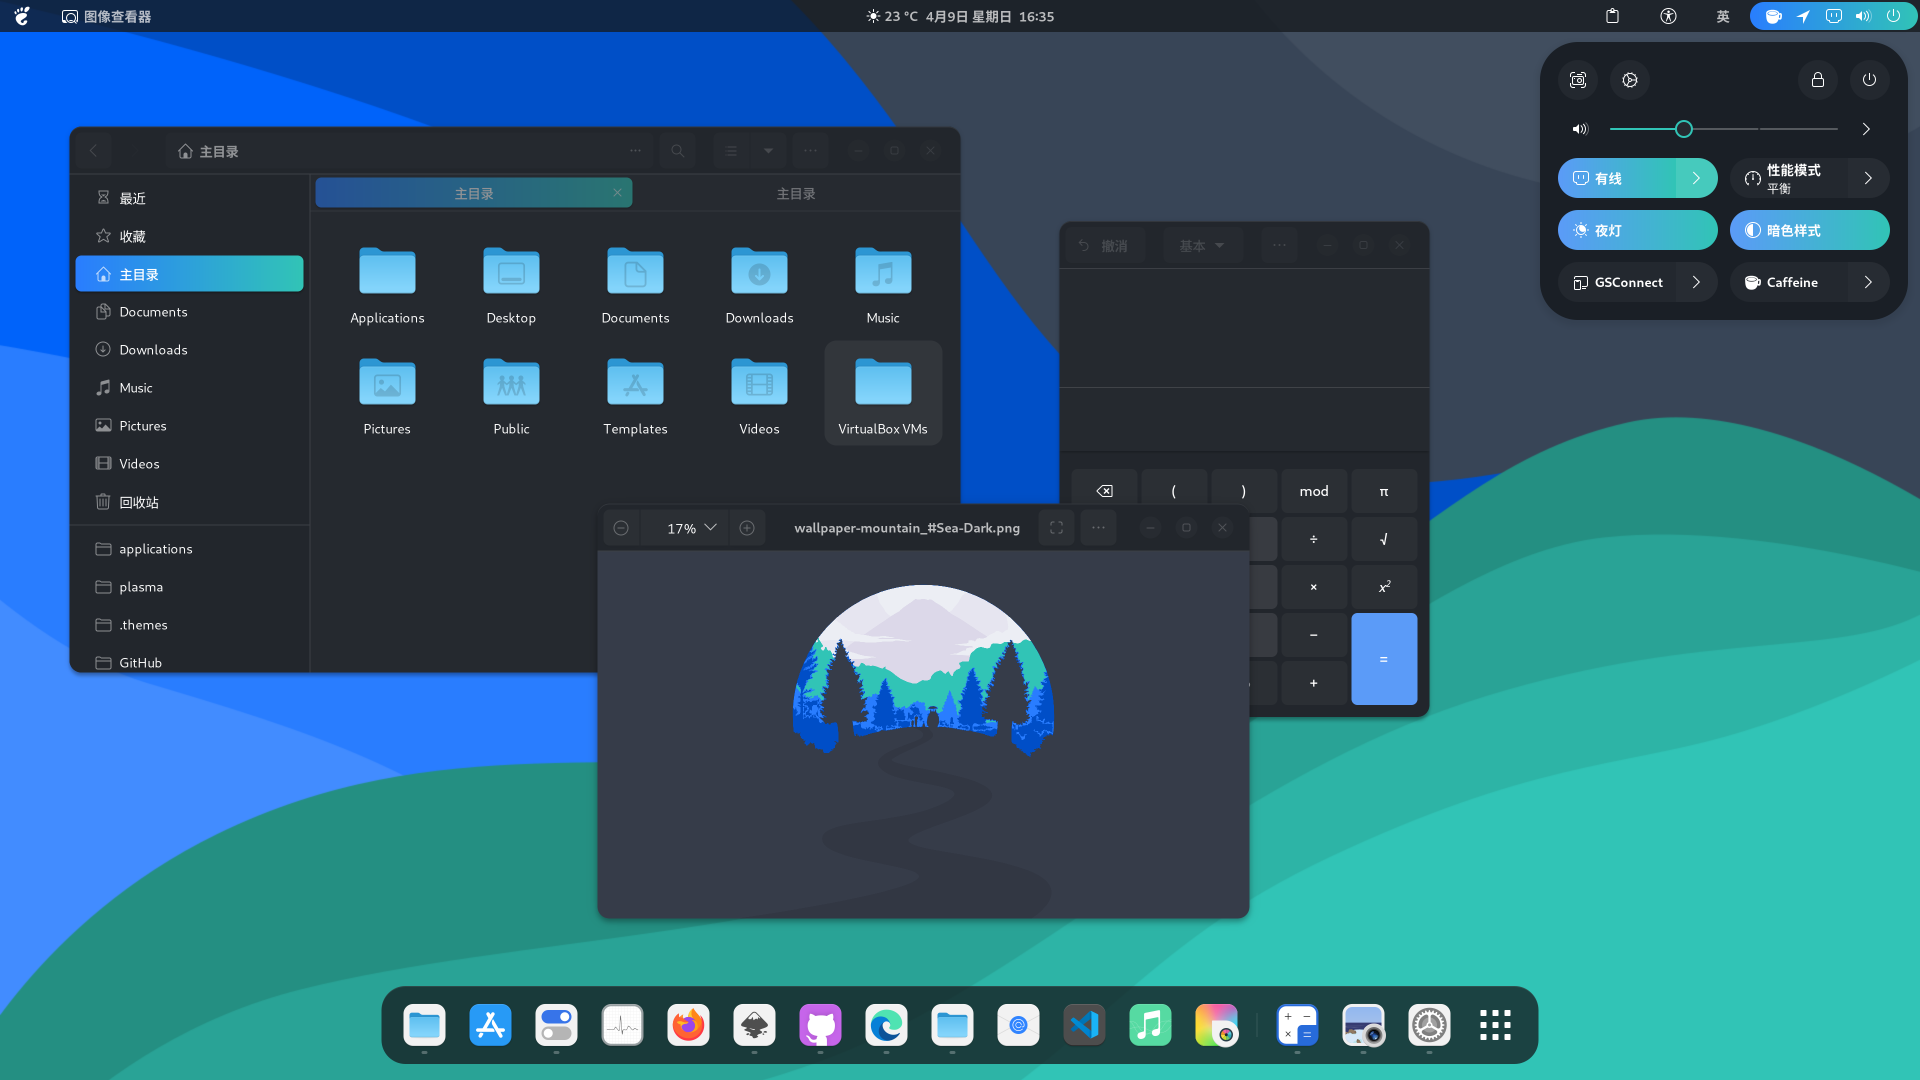 图像查看器
23 °C 4月9日 星期日 16:35
英
主目录
最近
收藏
主目录
Documents
Downloads
Music
Pictures
Videos
回收站
applications
plasma
.themes
GitHub
主目录
主目录
Applications
Desktop
Documents
Downloads
Music
Pictures
Public
Templates
Videos
VirtualBox VMs
撤消
基本
( ) mod π
÷ √
× x²
− =
+
17%
wallpaper-mountain_#Sea-Dark.png
有线
性能模式
平衡
夜灯
暗色样式
GSConnect
Caffeine